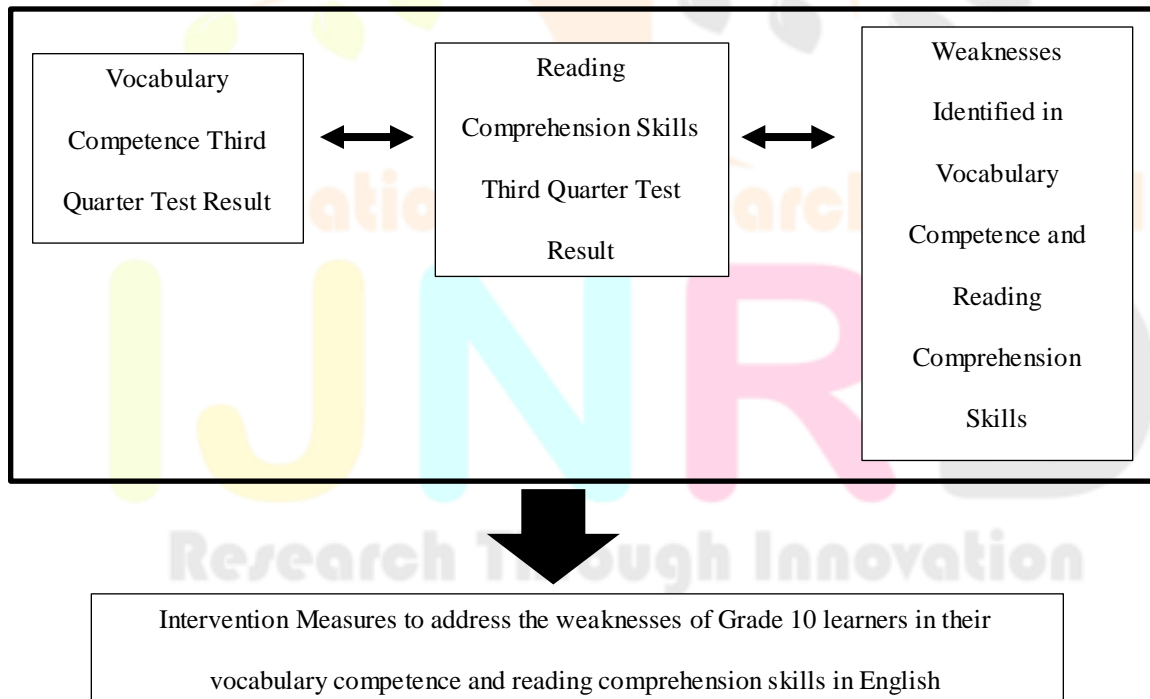 Vocabulary
Competence Third
Quarter Test Result
Reading
Comprehension Skills
Third Quarter Test
Result
Weaknesses
Identified in
Vocabulary
Competence and
Reading
Comprehension
Skills
IJNRD
Research Through Innovation
Intervention Measures to address the weaknesses of Grade 10 learners in their
vocabulary competence and reading comprehension skills in English